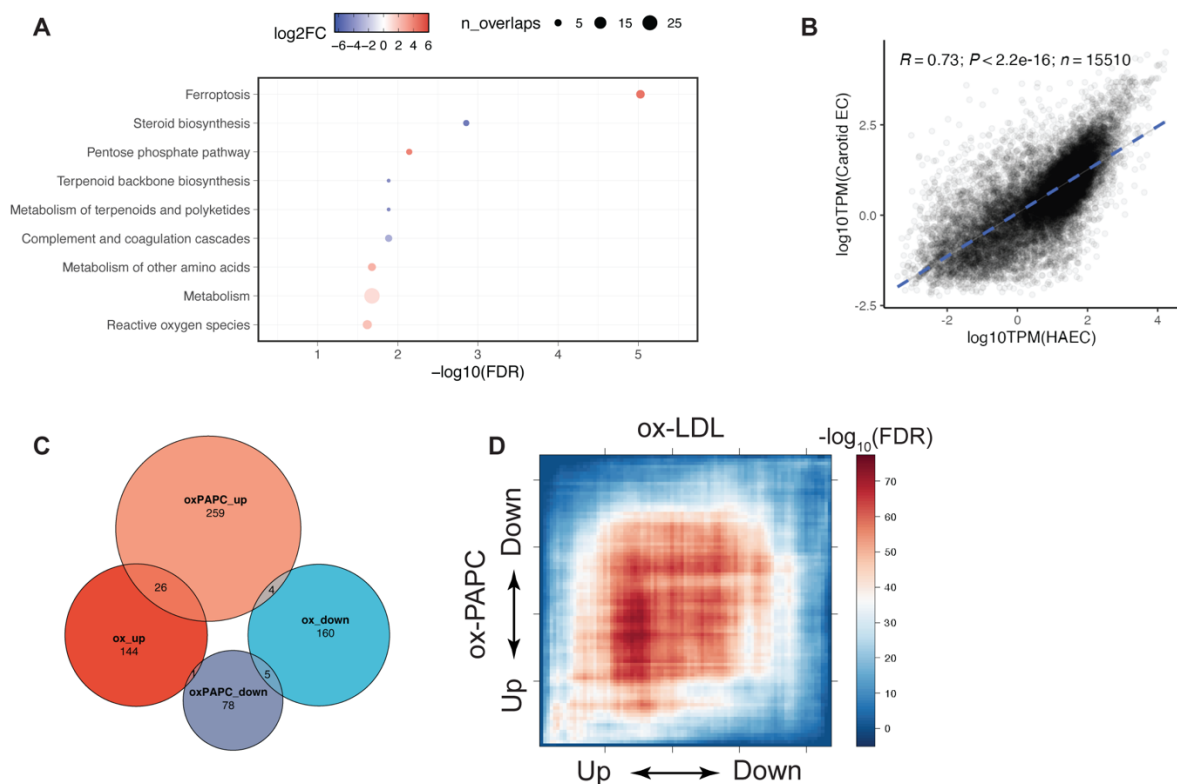 A
log2FC
−6−4−2 0 2 4 6
n_overlaps
5
15
25
Ferroptosis
Steroid biosynthesis
Pentose phosphate pathway
Terpenoid backbone biosynthesis
Metabolism of terpenoids and polyketides
Complement and coagulation cascades
Metabolism of other amino acids
Metabolism
Reactive oxygen species
1 2 3 4 5
−log10(FDR)
B
R = 0.73; P < 2.2e-16; n = 15510
log10TPM(Carotid EC)
2.5
0.0
-2.5
-2 0 2 4
log10TPM(HAEC)
C
oxPAPC_up
259
26
4
ox_up
144
ox_down
160
1
5
oxPAPC_down
78
D
ox-LDL
-log10(FDR)
ox-PAPC
Down
Up
70
60
50
40
30
20
10
0
Up Down